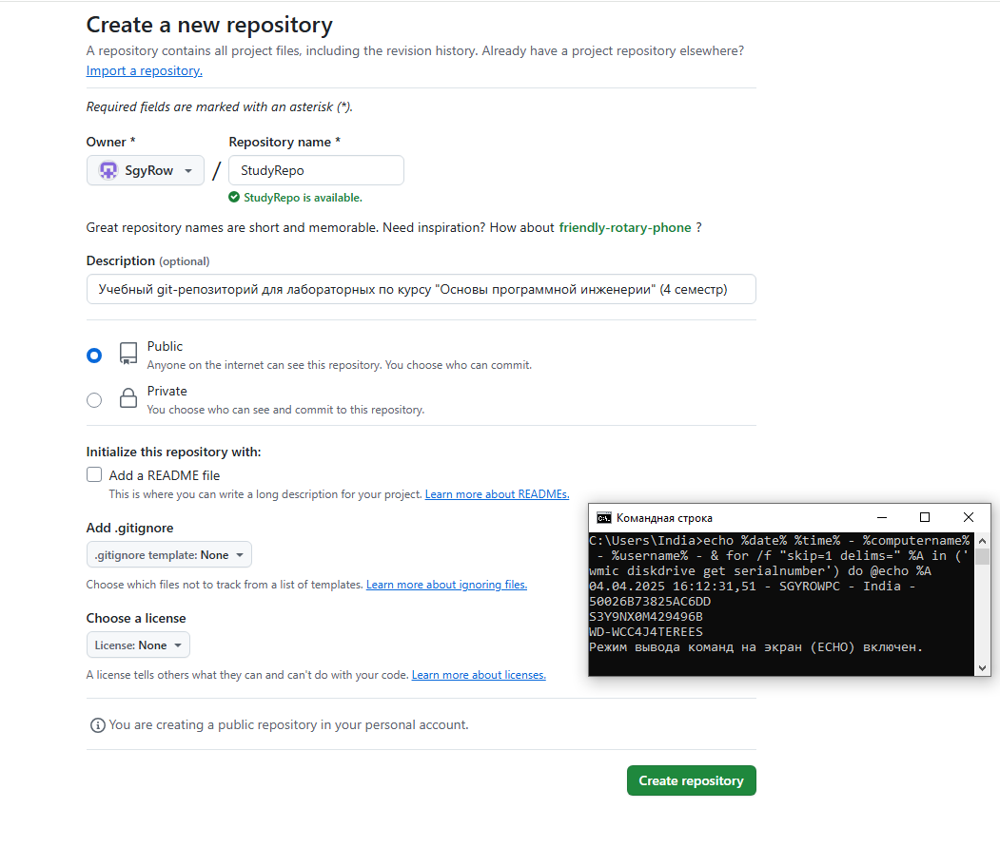 Create a new repository
A repository contains all project files, including the revision history. Already have a project repository elsewhere?
Import a repository.
Required fields are marked with an asterisk (*).
Owner * Repository name *
SgyRow / StudyRepo
StudyRepo is available.
Great repository names are short and memorable. Need inspiration? How about friendly-rotary-phone ?
Description (optional)
Учебный git-репозиторий для лабораторных по курсу "Основы программной инженерии" (4 семестр)
Public
Anyone on the internet can see this repository. You choose who can commit.
Private
You choose who can see and commit to this repository.
Initialize this repository with:
Add a README file
This is where you can write a long description for your project. Learn more about READMEs.
Add .gitignore
.gitignore template: None
Choose which files not to track from a list of templates. Learn more about ignoring files.
Choose a license
License: None
A license tells others what they can and can't do with your code. Learn more about licenses.
You are creating a public repository in your personal account.
Create repository
Командная строка
C:\Users\India>echo %date% %time% - %computername%
- %username% - & for /f "skip=1 delims=" %A in ('
wmic diskdrive get serialnumber') do @echo %A
04.04.2025 16:12:31,51 - SGYROWPC - India -
50026B73825AC6DD
S3Y9NX0M429496B
WD-WCC4J4TEREES
Режим вывода команд на экран (ECHO) включен.